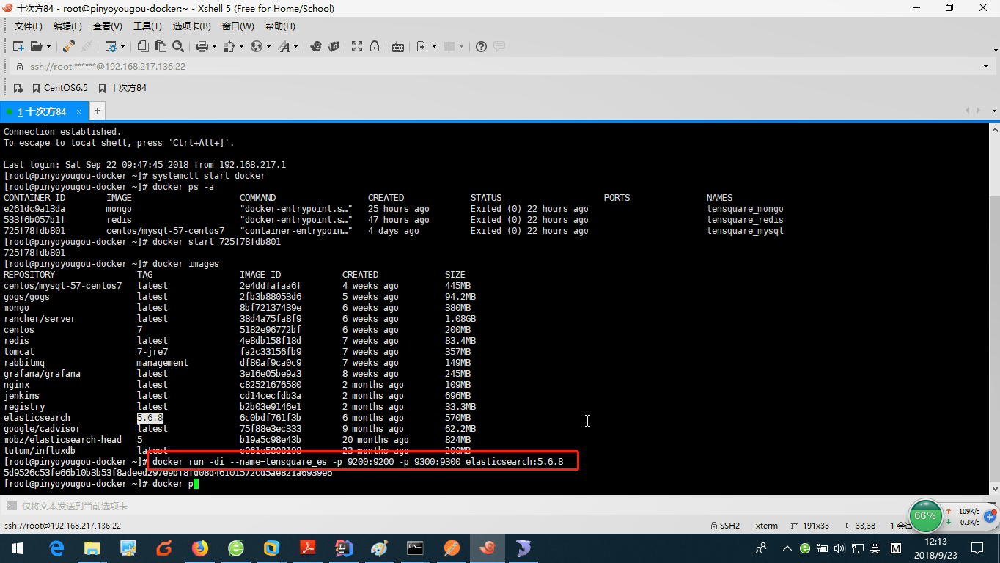 十次方84 - root@pinyoyougou-docker:~ - Xshell 5 (Free for Home/School)
文件(F) 编辑(E) 查看(V) 工具(T) 选项卡(B) 窗口(W) 帮助(H)
ssh://root:******@192.168.217.136:22
CentOS6.5 十次方84
1 十次方84 × +
Connection established.
To escape to local shell, press 'Ctrl+Alt+]'.
Last login: Sat Sep 22 09:47:45 2018 from 192.168.217.1
[root@pinyoyougou-docker ~]# systemctl start docker
[root@pinyoyougou-docker ~]# docker ps -a
CONTAINER ID IMAGE COMMAND CREATED STATUS PORTS NAMES
e261dc9a13da mongo "docker-entrypoint.s…" 25 hours ago Exited (0) 22 hours ago tensquare_mongo
533f6b057b1f redis "docker-entrypoint.s…" 47 hours ago Exited (0) 22 hours ago tensquare_redis
725f78fdb801 centos/mysql-57-centos7 "container-entrypoin…" 4 days ago Exited (0) 22 hours ago tensquare_mysql
[root@pinyoyougou-docker ~]# docker start 725f78fdb801
725f78fdb801
[root@pinyoyougou-docker ~]# docker images
REPOSITORY TAG IMAGE ID CREATED SIZE
centos/mysql-57-centos7 latest 2e4ddfafaa6f 4 weeks ago 445MB
gogs/gogs latest 2fb3b88053d6 5 weeks ago 94.2MB
mongo latest 8bf72137439e 6 weeks ago 380MB
rancher/server latest 38d4a75fa8f9 6 weeks ago 1.08GB
centos 7 5182e96772bf 6 weeks ago 200MB
redis latest 4e8db158f18d 7 weeks ago 83.4MB
tomcat 7-jre7 fa2c33156fb9 7 weeks ago 357MB
rabbitmq management df80af9ca0c9 7 weeks ago 149MB
grafana/grafana latest 3e16e05be9a3 8 weeks ago 245MB
nginx latest c82521676580 2 months ago 109MB
jenkins latest cd14cecfdb3a 2 months ago 696MB
registry latest b2b03e9146e1 2 months ago 33.3MB
elasticsearch 5.6.8 6c0bdf761f3b 6 months ago 570MB
google/cadvisor latest 75f88e3ec333 9 months ago 62.2MB
mobz/elasticsearch-head 5 b19a5c98e43b 20 months ago 824MB
tutum/influxdb latest c061e5808198 23 months ago 290MB
[root@pinyoyougou-docker ~]# docker run -di --name=tensquare_es -p 9200:9200 -p 9300:9300 elasticsearch:5.6.8
5d9526c53fe66b10b3b53f8adeed297e9bf8fd08d46101572cd5ae821a6939e6
[root@pinyoyougou-docker ~]# docker p
仅将文本发送到当前选项卡
66% 109K/s
0.3K/s
ssh://root@192.168.217.136:22 SSH2 xterm 191x33 33,38 1 会话
英 M 12:13
2018/9/23